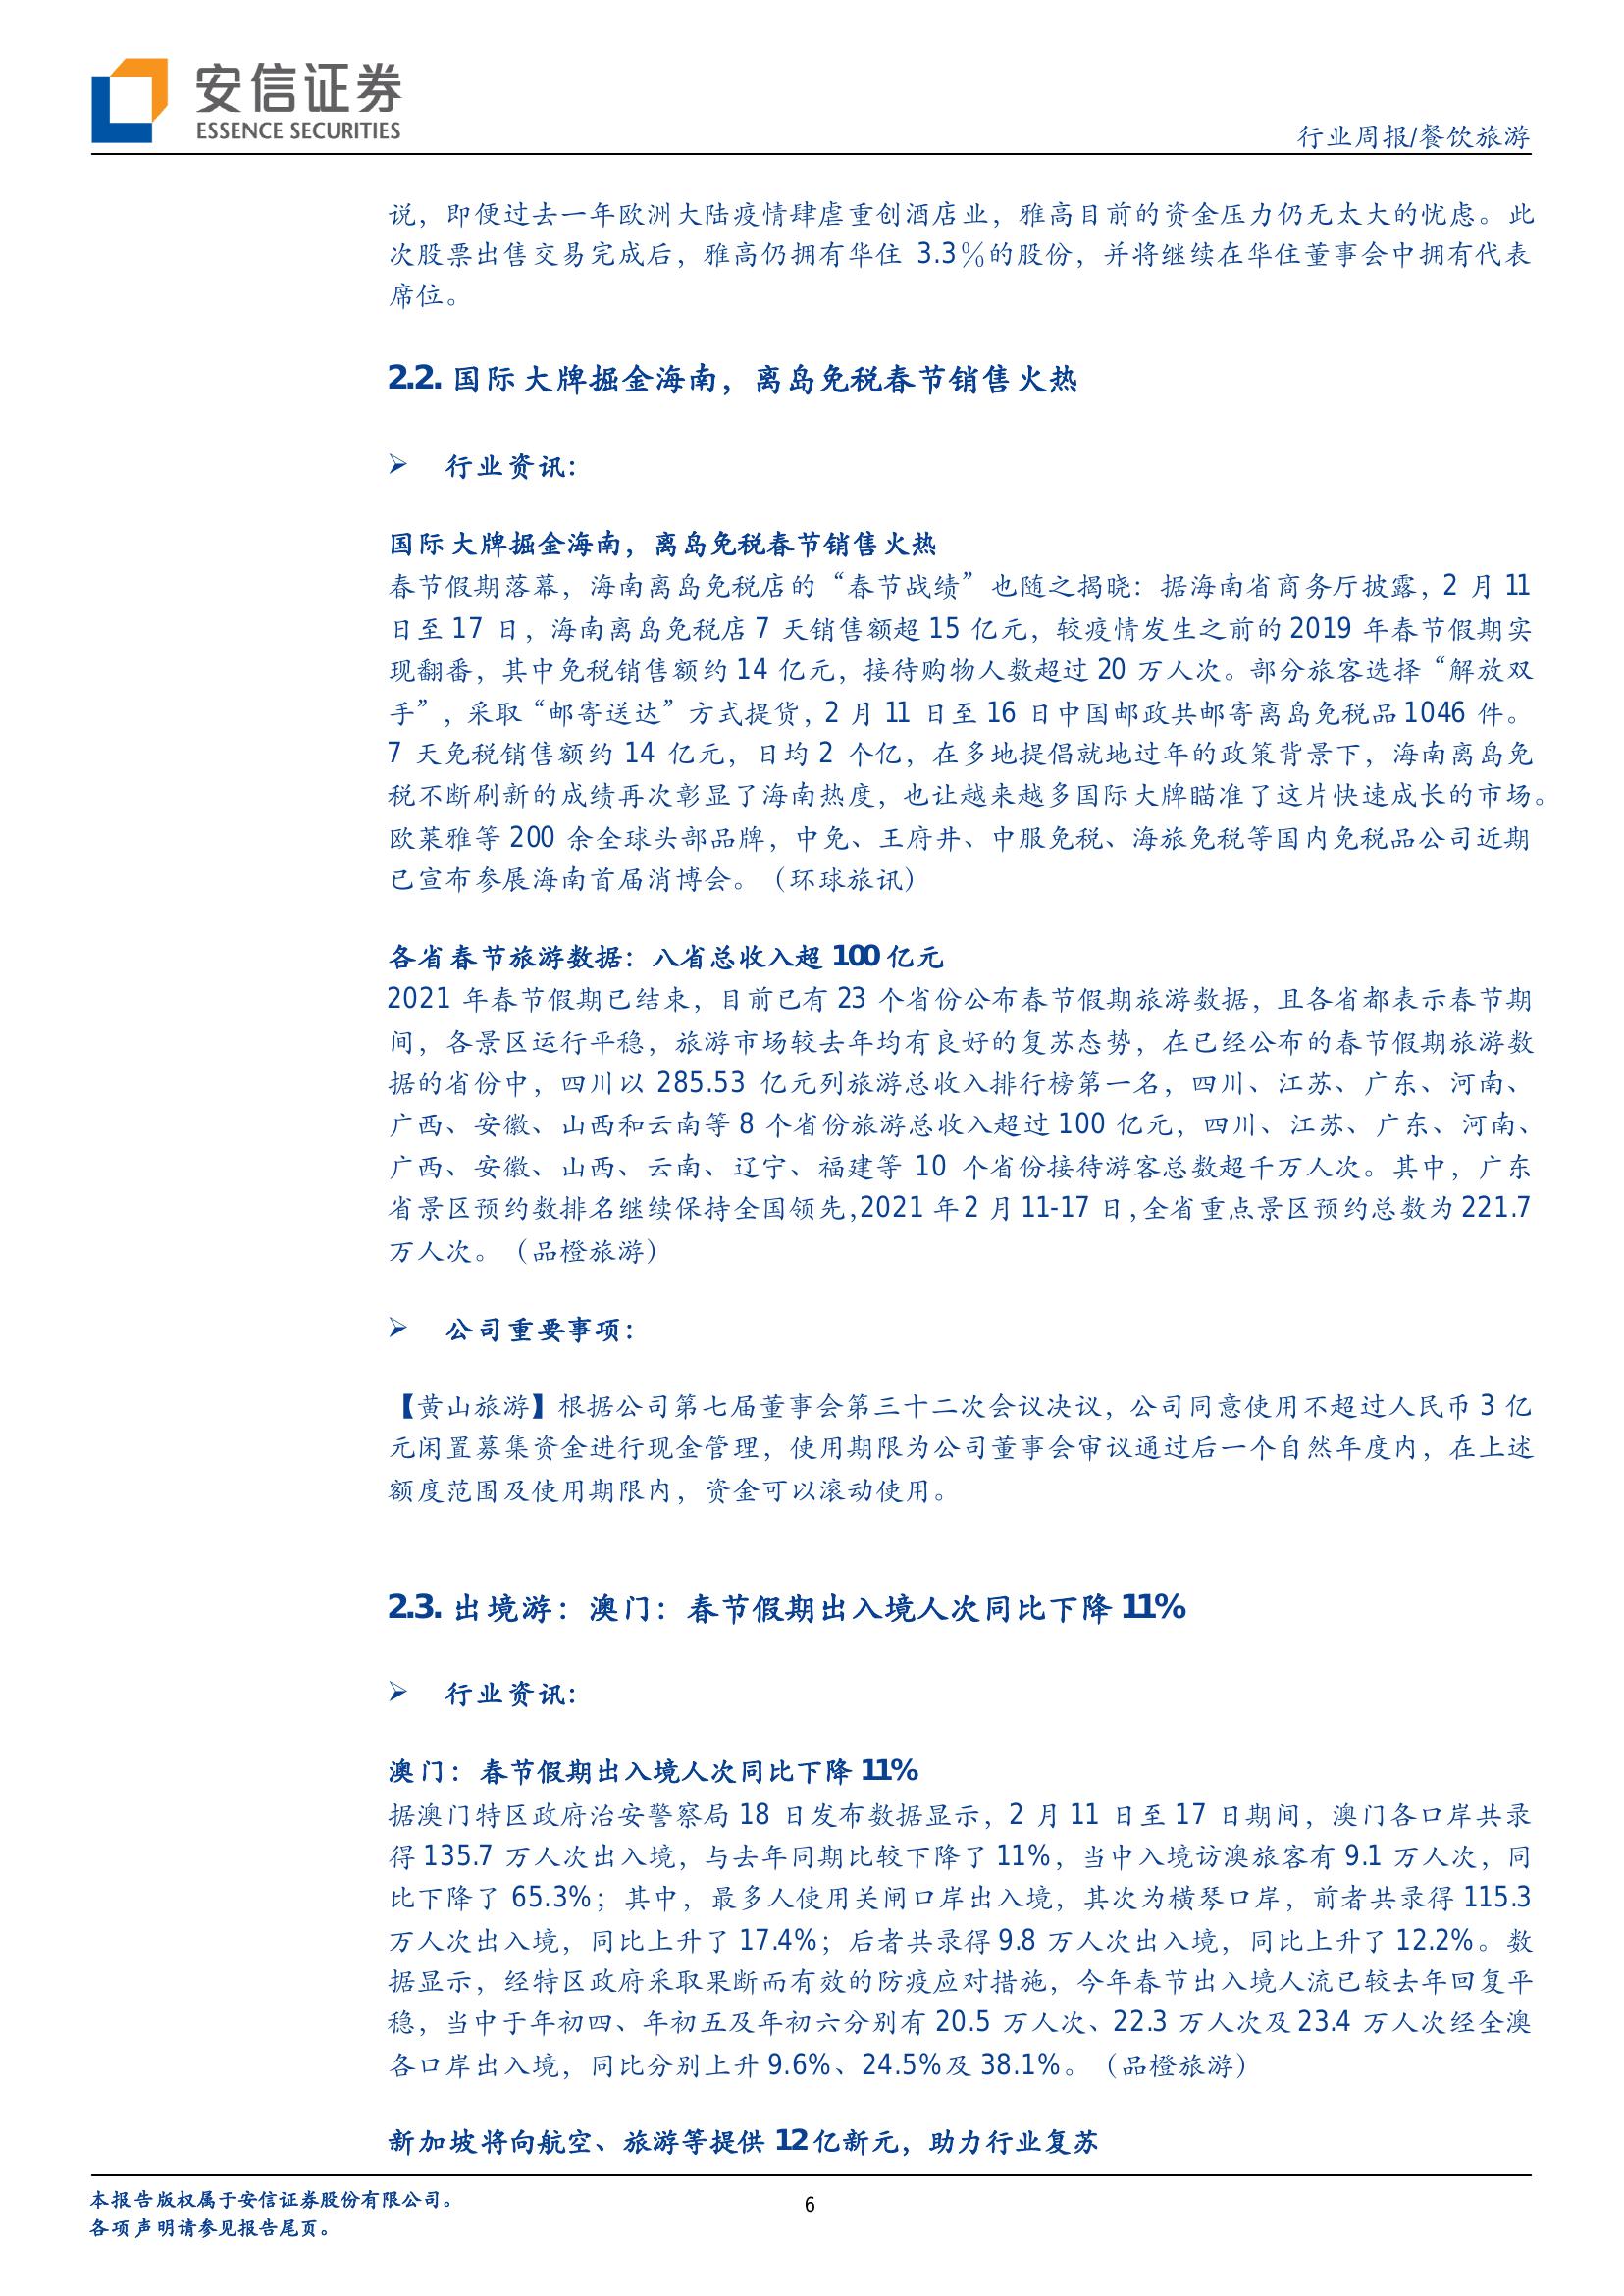 安信证券
ESSENCE SECURITIES
行业周报/餐饮旅游
说，即便过去一年欧洲大陆疫情肆虐重创酒店业，雅高目前的资金压力仍无太大的忧虑。此
次股票出售交易完成后，雅高仍拥有华住 3.3%的股份，并将继续在华住董事会中拥有代表
席位。
2.2. 国际大牌掘金海南，离岛免税春节销售火热
➢ 行业资讯：
国际大牌掘金海南，离岛免税春节销售火热
春节假期落幕，海南离岛免税店的“春节战绩”也随之揭晓：据海南省商务厅披露，2 月 11
日至 17 日，海南离岛免税店 7 天销售额超 15 亿元，较疫情发生之前的 2019 年春节假期实
现翻番，其中免税销售额约 14 亿元，接待购物人数超过 20 万人次。部分旅客选择“解放双
手”，采取“邮寄送达”方式提货，2 月 11 日至 16 日中国邮政共邮寄离岛免税品 1046 件。
7 天免税销售额约 14 亿元，日均 2 个亿，在多地提倡就地过年的政策背景下，海南离岛免
税不断刷新的成绩再次彰显了海南热度，也让越来越多国际大牌瞄准了这片快速成长的市场。
欧莱雅等 200 余全球头部品牌，中免、王府井、中服免税、海旅免税等国内免税品公司近期
已宣布参展海南首届消博会。（环球旅讯）
各省春节旅游数据：八省总收入超 100 亿元
2021 年春节假期已结束，目前已有 23 个省份公布春节假期旅游数据，且各省都表示春节期
间，各景区运行平稳，旅游市场较去年均有良好的复苏态势，在已经公布的春节假期旅游数
据的省份中，四川以 285.53 亿元列旅游总收入排行榜第一名，四川、江苏、广东、河南、
广西、安徽、山西和云南等 8 个省份旅游总收入超过 100 亿元，四川、江苏、广东、河南、
广西、安徽、山西、云南、辽宁、福建等 10 个省份接待游客总数超千万人次。其中，广东
省景区预约数排名继续保持全国领先,2021 年 2 月 11-17 日,全省重点景区预约总数为 221.7
万人次。（品橙旅游）
➢ 公司重要事项：
【黄山旅游】根据公司第七届董事会第三十二次会议决议，公司同意使用不超过人民币 3 亿
元闲置募集资金进行现金管理，使用期限为公司董事会审议通过后一个自然年度内，在上述
额度范围及使用期限内，资金可以滚动使用。
2.3. 出境游：澳门：春节假期出入境人次同比下降 11%
➢ 行业资讯：
澳门：春节假期出入境人次同比下降 11%
据澳门特区政府治安警察局 18 日发布数据显示，2 月 11 日至 17 日期间，澳门各口岸共录
得 135.7 万人次出入境，与去年同期比较下降了 11%，当中入境访澳旅客有 9.1 万人次，同
比下降了 65.3%；其中，最多人使用关闸口岸出入境，其次为横琴口岸，前者共录得 115.3
万人次出入境，同比上升了 17.4%；后者共录得 9.8 万人次出入境，同比上升了 12.2%。数
据显示，经特区政府采取果断而有效的防疫应对措施，今年春节出入境人流已较去年回复平
稳，当中于年初四、年初五及年初六分别有 20.5 万人次、22.3 万人次及 23.4 万人次经全澳
各口岸出入境，同比分别上升 9.6%、24.5%及 38.1%。（品橙旅游）
新加坡将向航空、旅游等提供 12 亿新元，助力行业复苏
本报告版权属于安信证券股份有限公司。
各项声明请参见报告尾页。
6